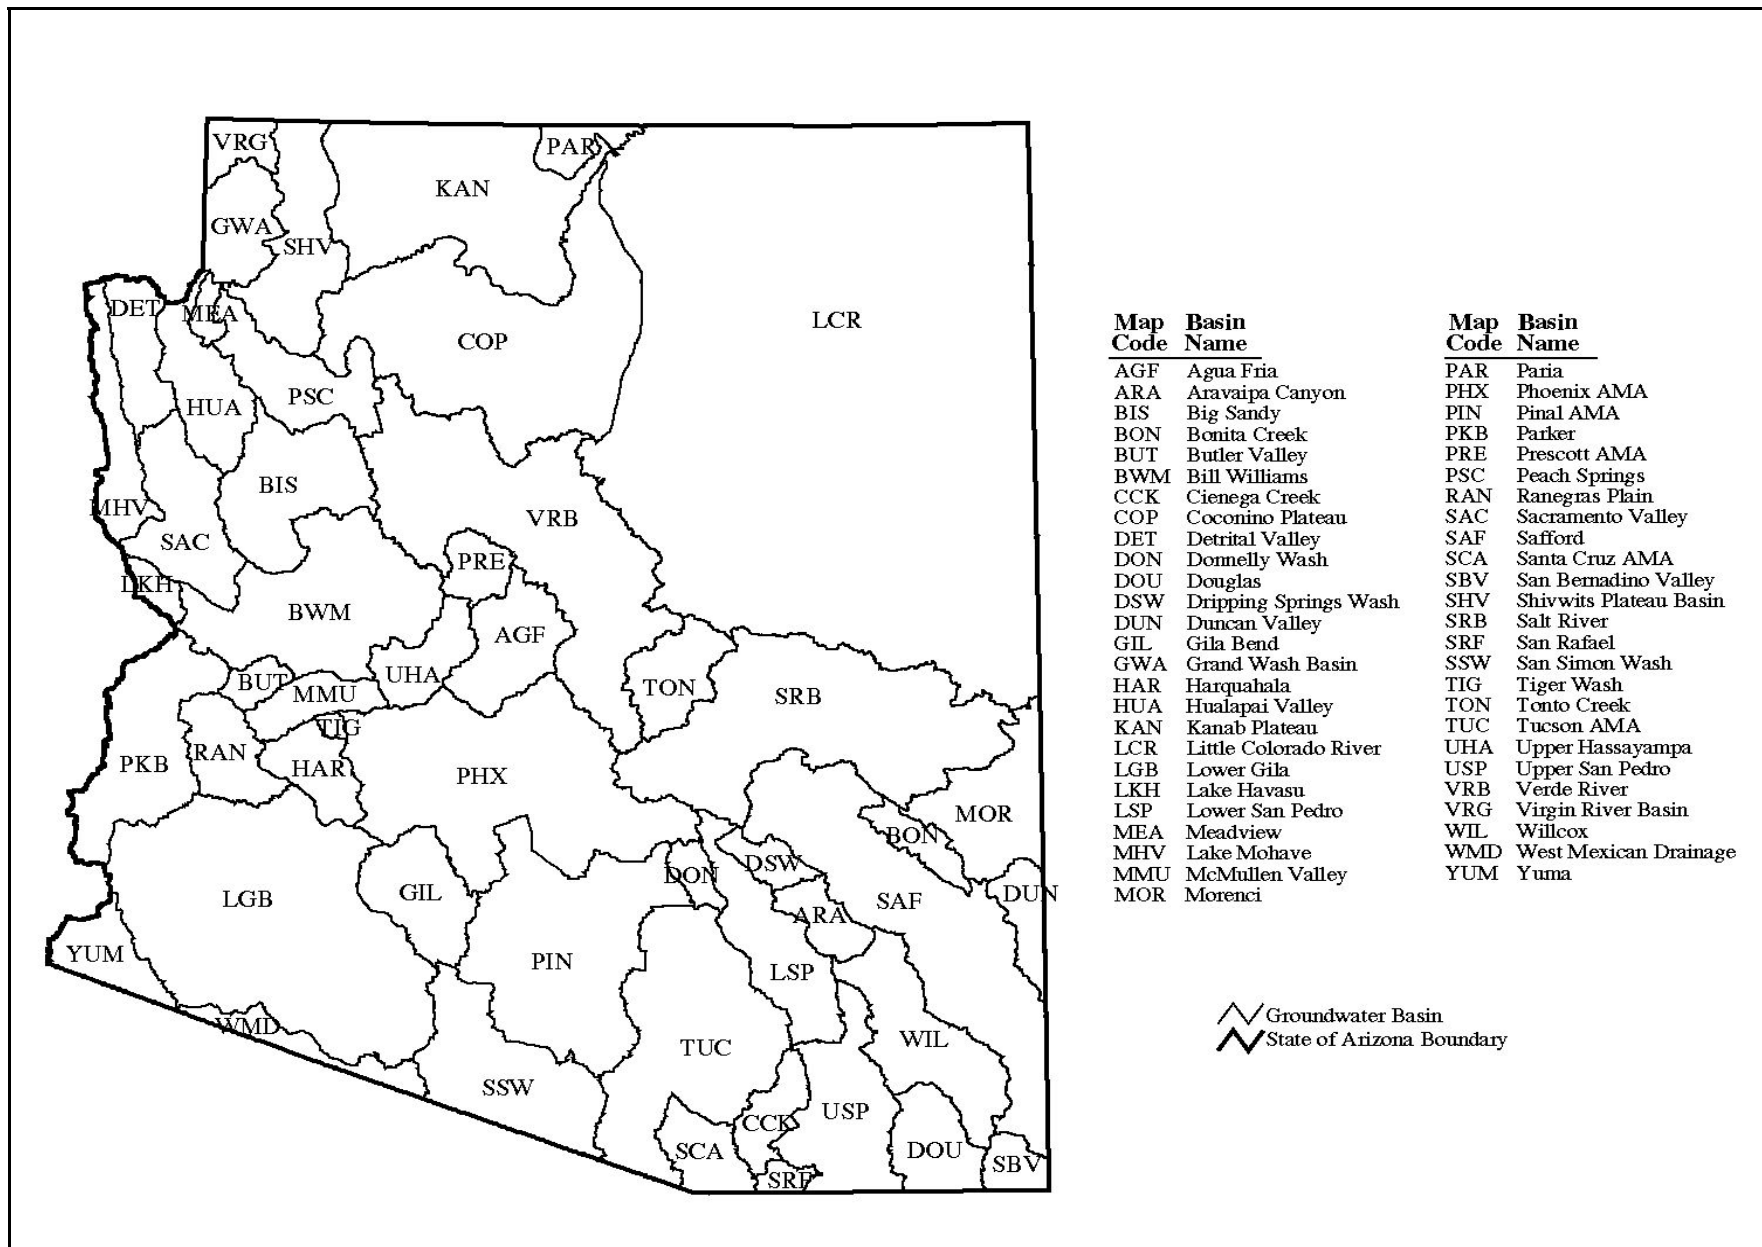 VRG
PAR
KAN
GWA
SHV
DET
MEA
LCR
COP
PSC
HUA
BIS
MHV
VRB
SAC
PRE
LKH
BWM
AGF
UHA
BUT
MMU
TON
SRB
TIG
RAN
PKB
HAR
PHX
MOR
BON
DSW
DON
DUN
GIL
LGB
SAF
ARA
YUM
PIN
LSP
WMD
WIL
TUC
SSW
USP
CCK
SCA
DOU
SBV
SRF
Map Basin
Code Name
AGF Agua Fria
ARA Aravaipa Canyon
BIS Big Sandy
BON Bonita Creek
BUT Butler Valley
BWM Bill Williams
CCK Cienega Creek
COP Coconino Plateau
DET Detrital Valley
DON Donnelly Wash
DOU Douglas
DSW Dripping Springs Wash
DUN Duncan Valley
GIL Gila Bend
GWA Grand Wash Basin
HAR Harquahala
HUA Hualapai Valley
KAN Kanab Plateau
LCR Little Colorado River
LGB Lower Gila
LKH Lake Havasu
LSP Lower San Pedro
MEA Meadview
MHV Lake Mohave
MMU McMullen Valley
MOR Morenci
Map Basin
Code Name
PAR Paria
PHX Phoenix AMA
PIN Pinal AMA
PKB Parker
PRE Prescott AMA
PSC Peach Springs
RAN Ranegras Plain
SAC Sacramento Valley
SAF Safford
SCA Santa Cruz AMA
SBV San Bernadino Valley
SHV Shivwits Plateau Basin
SRB Salt River
SRF San Rafael
SSW San Simon Wash
TIG Tiger Wash
TON Tonto Creek
TUC Tucson AMA
UHA Upper Hassayampa
USP Upper San Pedro
VRB Verde River
VRG Virgin River Basin
WIL Willcox
WMD West Mexican Drainage
YUM Yuma
Groundwater Basin
State of Arizona Boundary